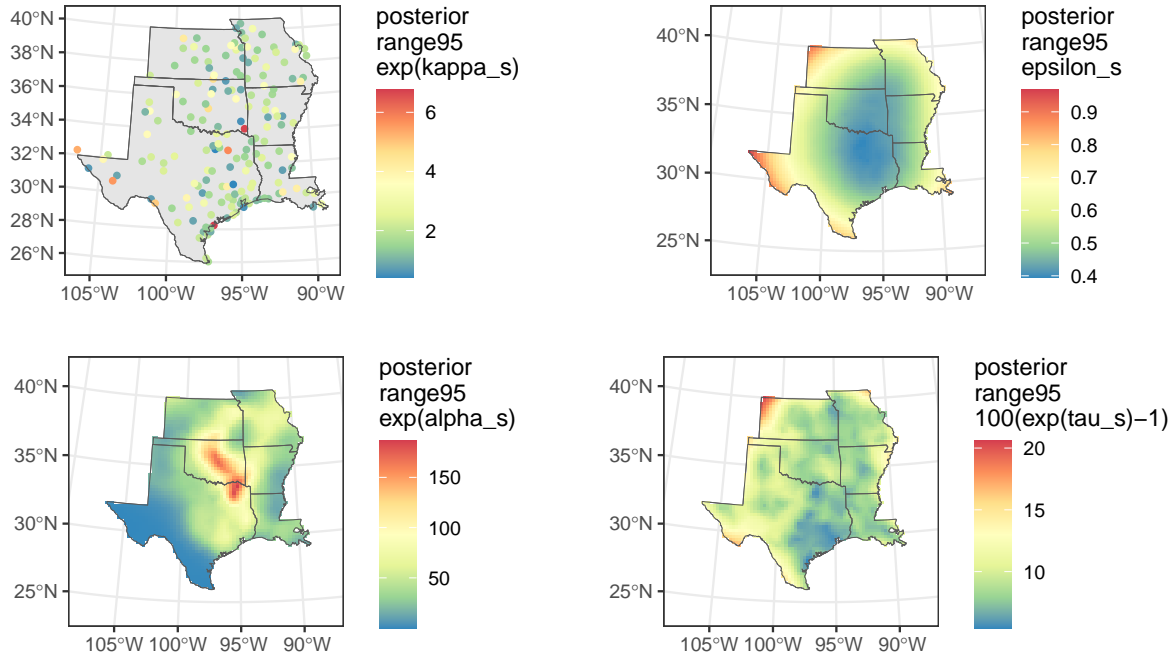 posterior
range95
exp(kappa_s)
6
4
2
40°N
38°N
36°N
34°N
32°N
30°N
28°N
26°N
105°W 100°W 95°W 90°W
posterior
range95
epsilon_s
0.9
0.8
0.7
0.6
0.5
0.4
40°N
35°N
30°N
25°N
105°W 100°W 95°W 90°W
posterior
range95
exp(alpha_s)
150
100
50
40°N
35°N
30°N
25°N
105°W 100°W 95°W 90°W
posterior
range95
100(exp(tau_s)−1)
20
15
10
40°N
35°N
30°N
25°N
105°W 100°W 95°W 90°W